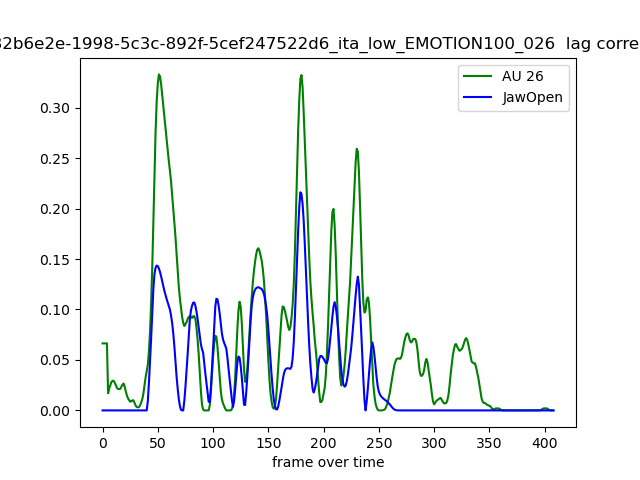 32b6e2e-1998-5c3c-892f-5cef247522d6_ita_low_EMOTION100_026 lag corre
AU 26
JawOpen
0.30
0.25
0.20
0.15
0.10
0.05
0.00
0 50 100 150 200 250 300 350 400
frame over time